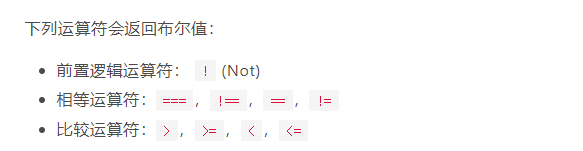 下列运算符会返回布尔值：
前置逻辑运算符： ! (Not)
相等运算符： === ， !== ， == ， !=
比较运算符： > ， >= ， < ， <=